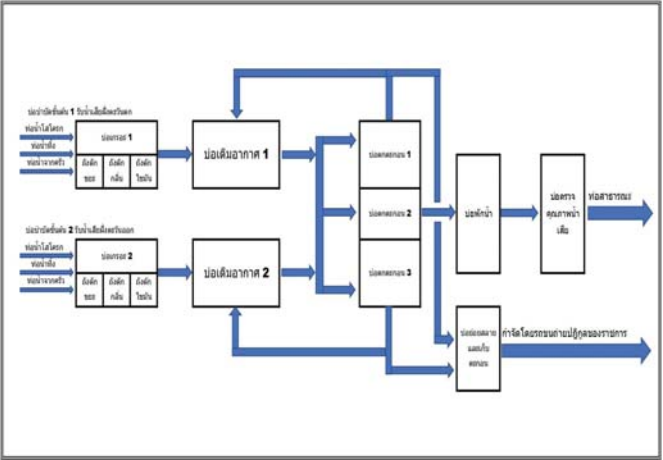 บ่อบำบัดขั้นต้น 1 รับน้ำเสียฝั่งตะวันตก
ท่อน้ำโสโครก
ท่อน้ำทิ้ง
ท่อน้ำจากครัว
บ่อเกรอะ 1
ถังดัก
ขยะ
ถังดัก
กลิ่น
ถังดัก
ไขมัน
บ่อเติมอากาศ 1
บ่อบำบัดขั้นต้น 2 รับน้ำเสียฝั่งตะวันออก
ท่อน้ำโสโครก
ท่อน้ำทิ้ง
ท่อน้ำจากครัว
บ่อเกรอะ 2
ถังดัก
ขยะ
ถังดัก
กลิ่น
ถังดัก
ไขมัน
บ่อเติมอากาศ 2
บ่อตกตะกอน 1
บ่อตกตะกอน 2
บ่อตกตะกอน 3
บ่อพักน้ำ
บ่อตรวจ
คุณภาพน้ำ
เสีย
ท่อสาธารณะ
บ่อย่อยสลาย
และเก็บ
ตะกอน
กำจัดโดยรถขนถ่ายปฏิกูลของราชการ